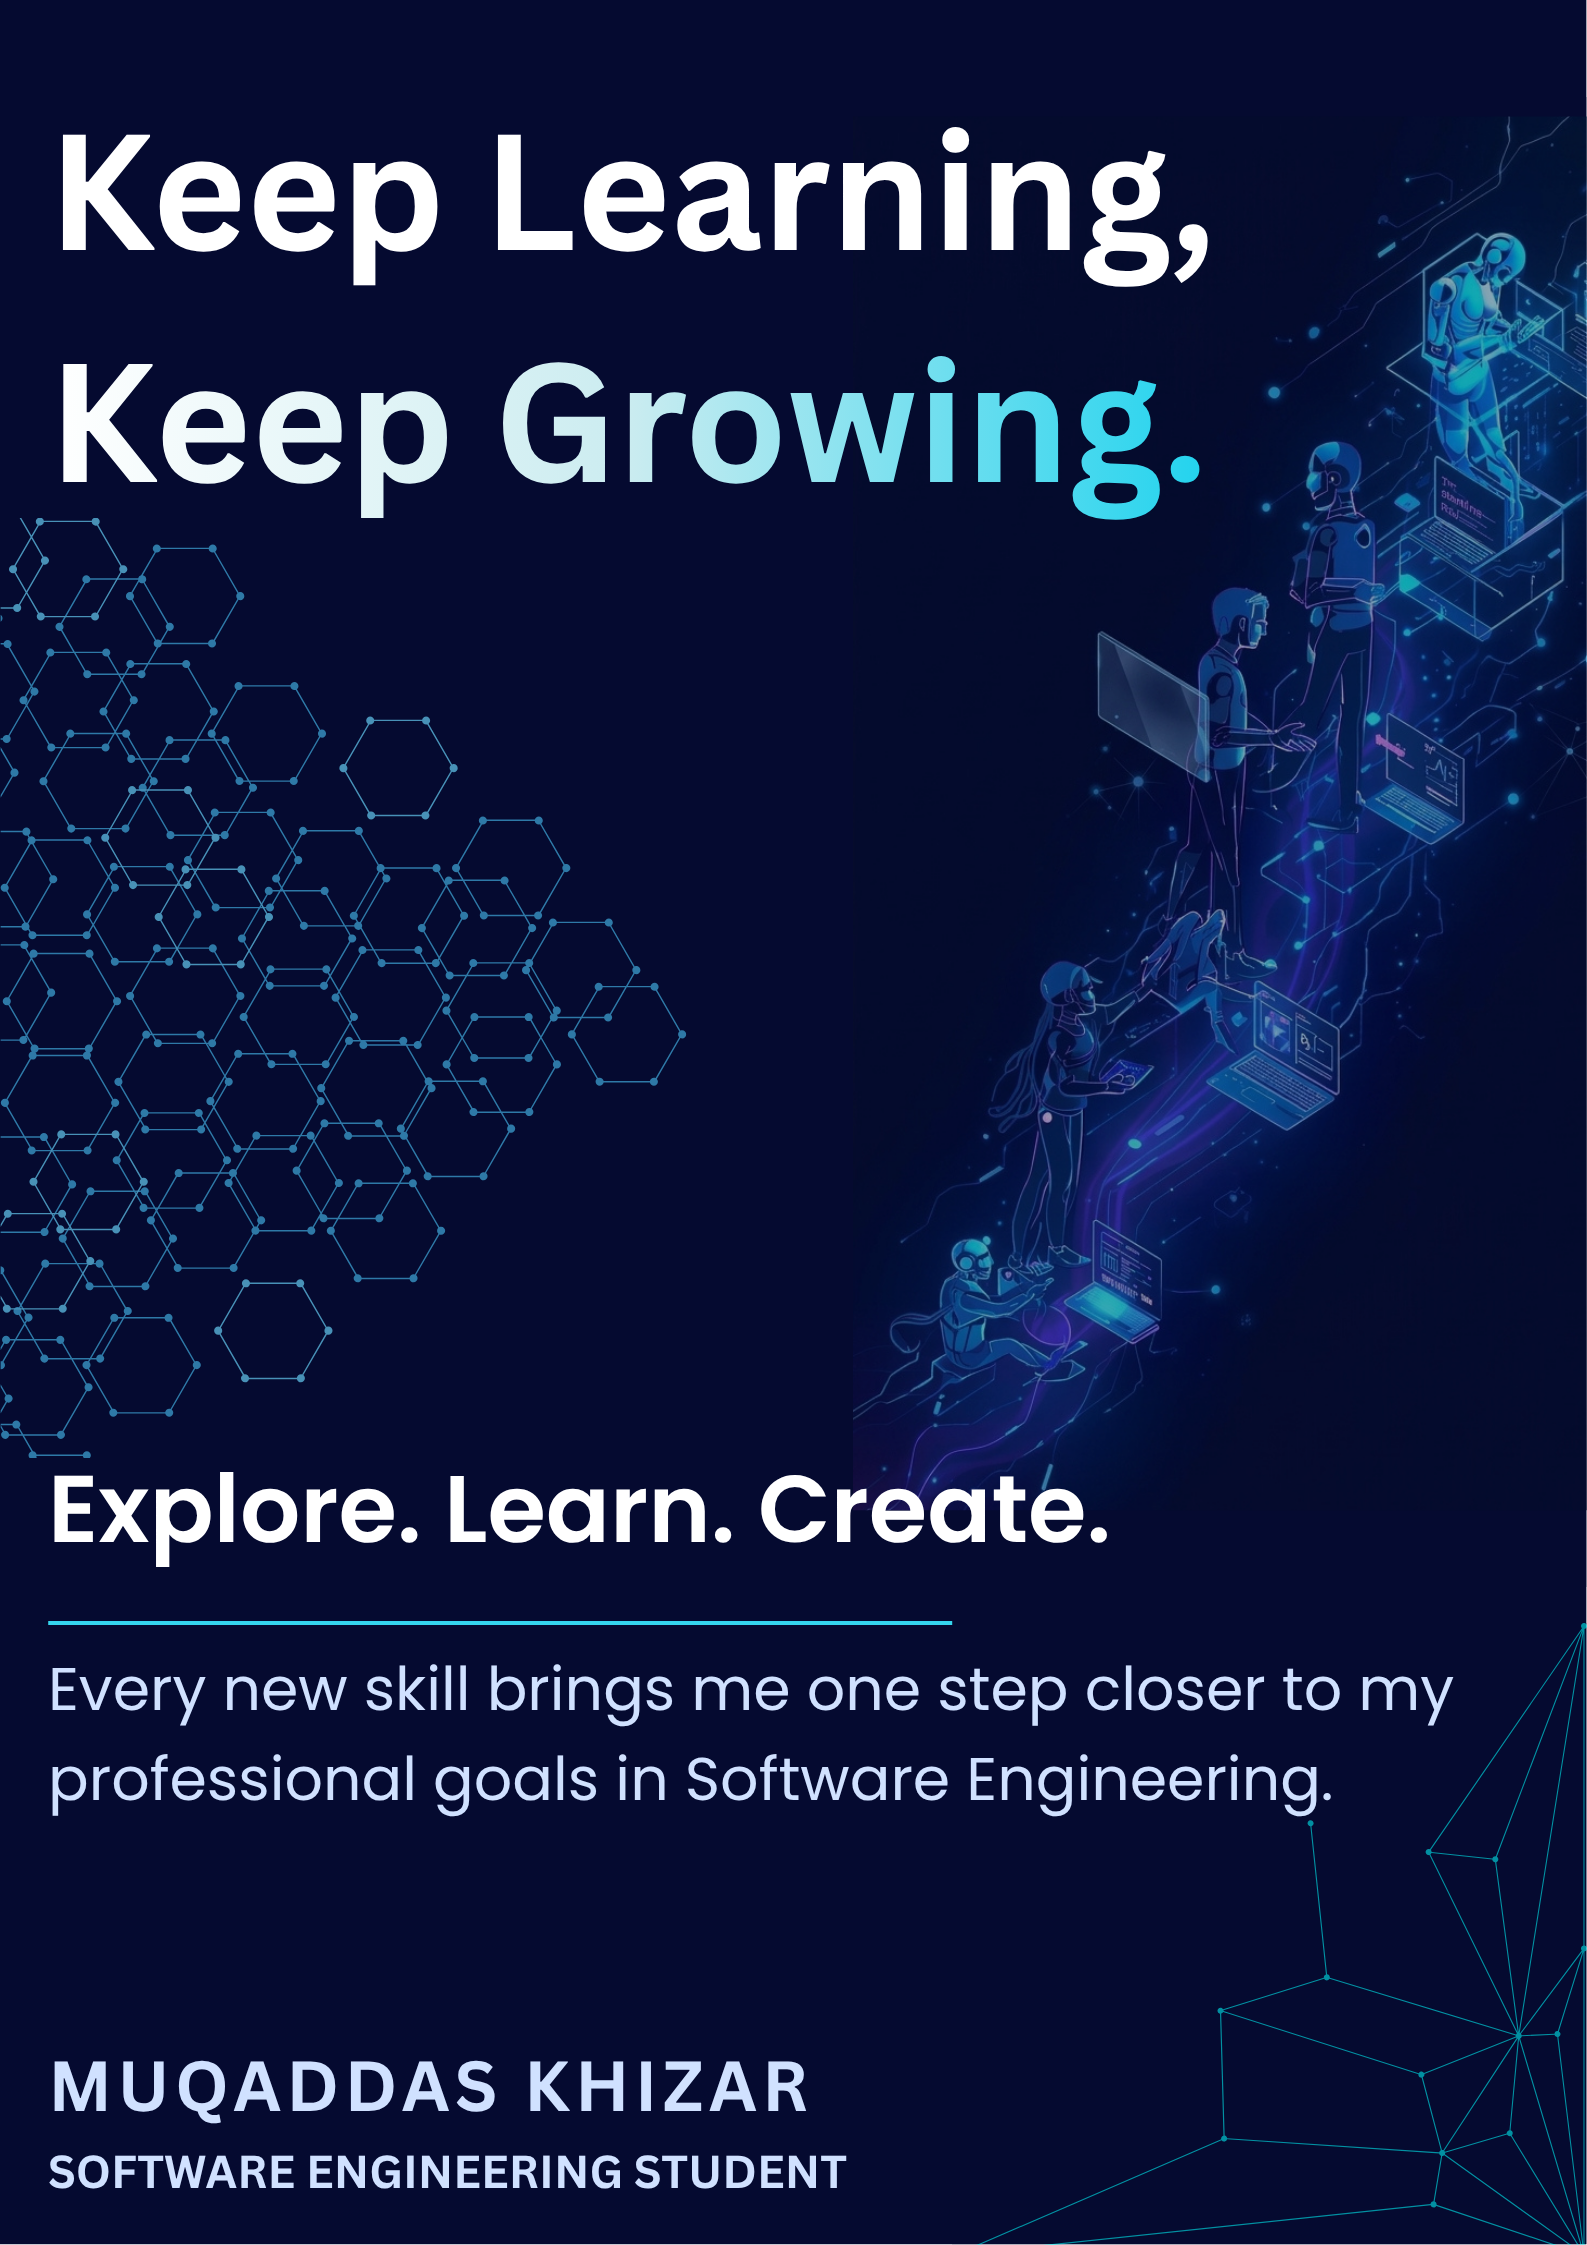 Keep Learning,
Keep Growing.
Explore. Learn. Create.
Every new skill brings me one step closer to my
professional goals in Software Engineering.
MUQADDAS KHIZAR
SOFTWARE ENGINEERING STUDENT